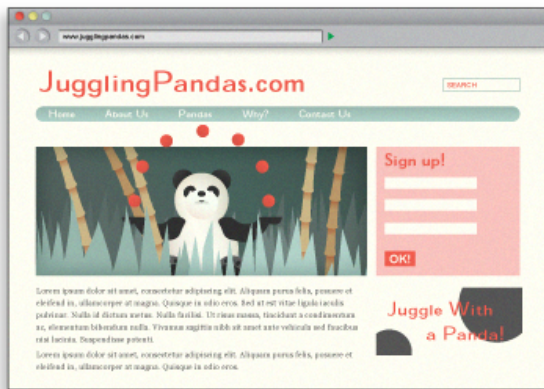 www.jugglingpandas.com
JugglingPandas.com
SEARCH
Home About Us Pandas Why? Contact Us
Sign up!
OK!
Lorem ipsum dolor sit amet, consectetur adipiscing elit. Aliquam purus felis, posuere et
eleifend in, ullamcorper at magna. Quisque in odio eros. Sed ut est vitae ligula iaculis
pulvinar. Nulla id dictum metus. Nulla facilisi. Ut risus massa, tincidunt a condimentum
nc, elementum bibendum nulla. Vivamus sagittis nibh sit amet ante vehicula sed faucibus
nisi lacinia. Suspendisse potenti.
Lorem ipsum dolor sit amet, consectetur adipiscing elit. Aliquam purus felis, posuere et
eleifend in, ullamcorper at magna. Quisque in odio eros.
Juggle With
a Panda!